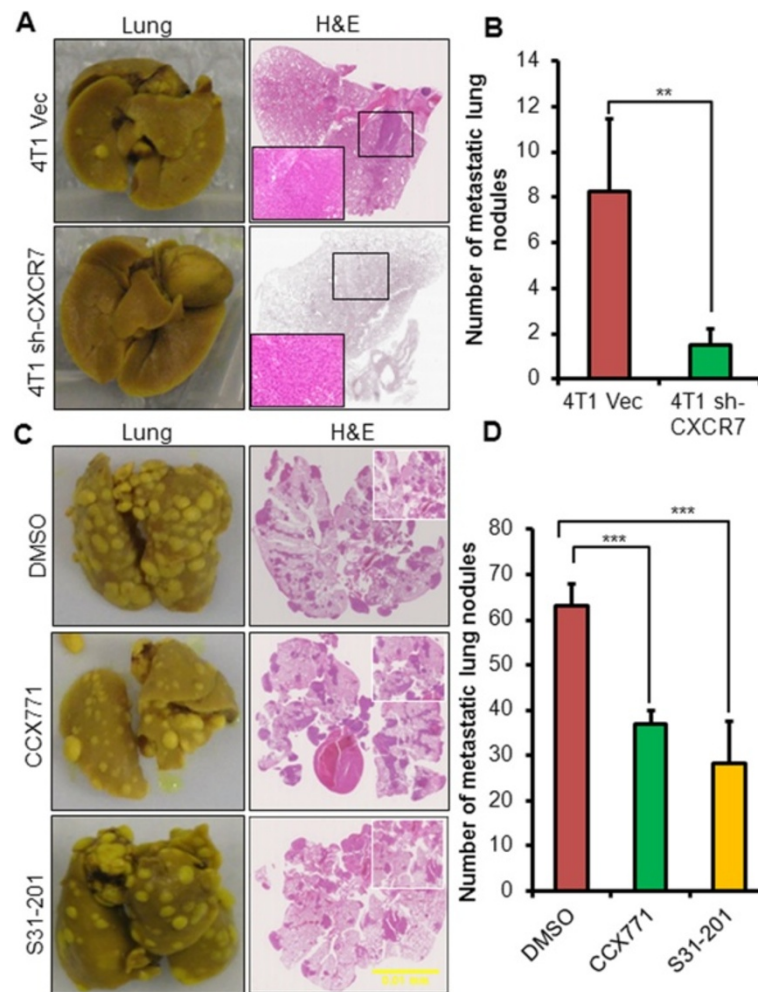 A
Lung
H&E
4T1 Vec
4T1 sh-CXCR7
B
Number of metastatic lung
nodules
14
12
10
8
6
4
2
0
**
4T1 Vec
4T1 sh-
CXCR7
C
Lung
H&E
DMSO
CCX771
S31-201
D
Number of metastatic lung nodules
80
70
60
50
40
30
20
10
0
***
***
DMSO
CCX771
S31-201